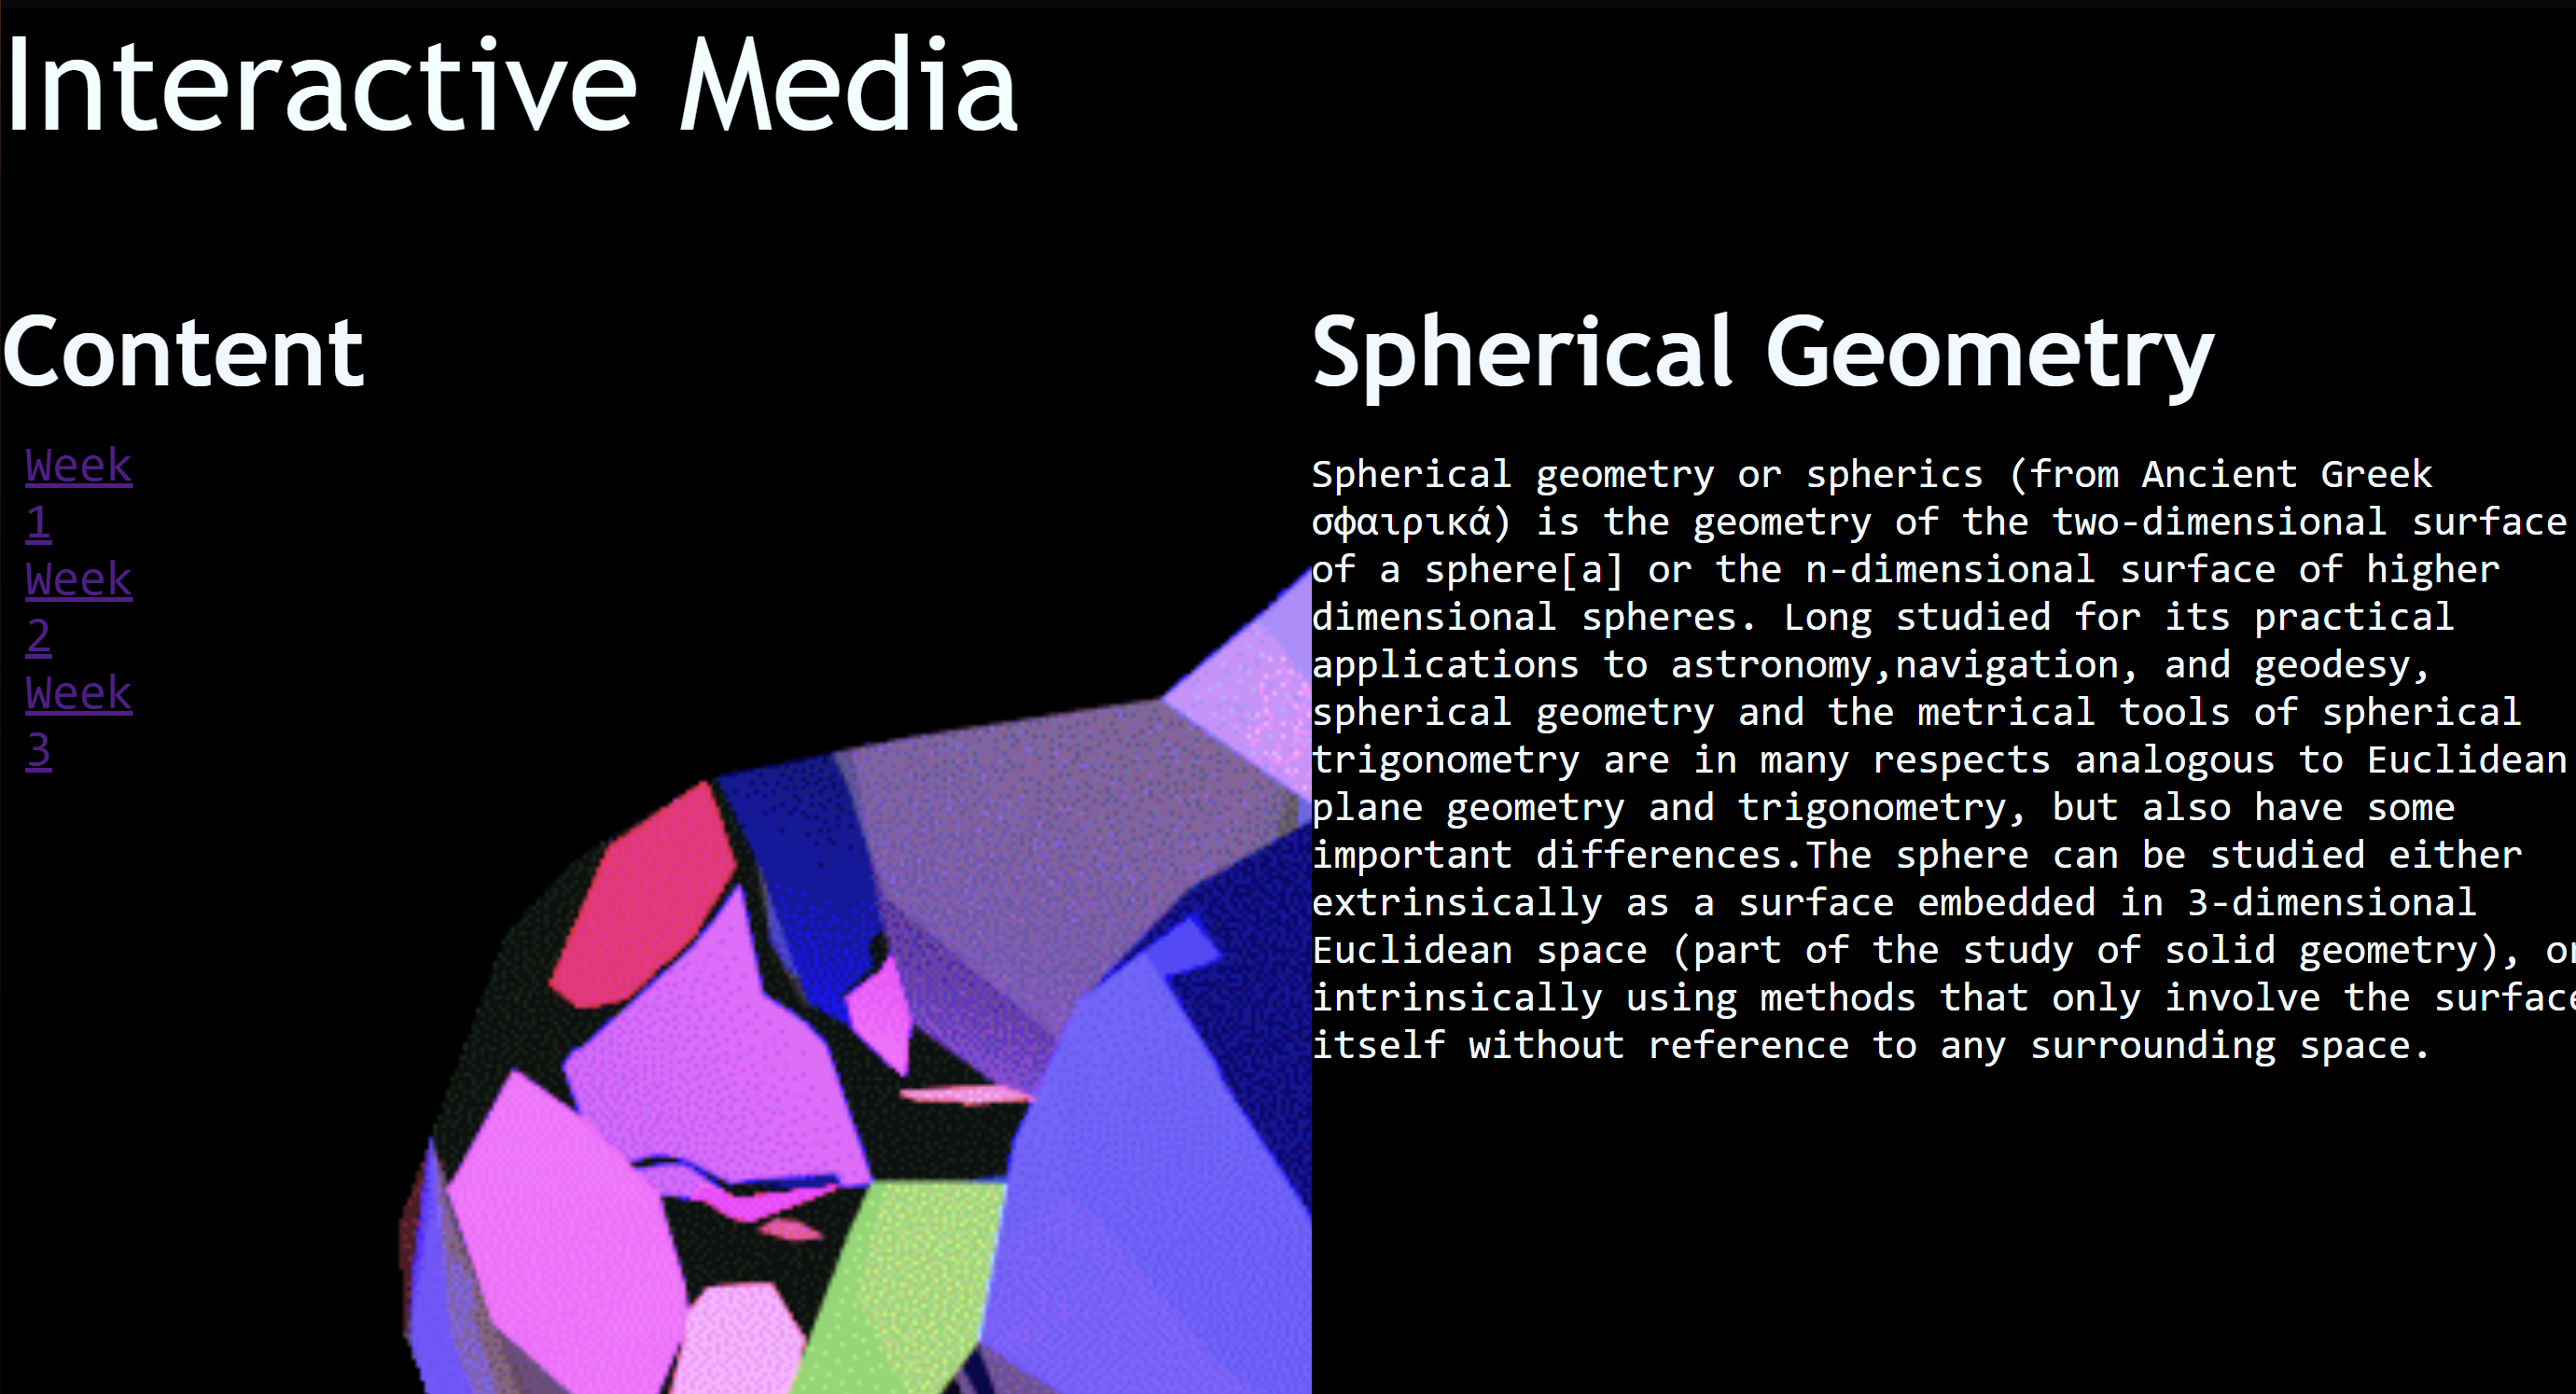 Interactive Media
Content
Week
1
Week
2
Week
3
Spherical Geometry
Spherical geometry or spherics (from Ancient Greek
σφαιρικά) is the geometry of the two-dimensional surface
of a sphere[a] or the n-dimensional surface of higher
dimensional spheres. Long studied for its practical
applications to astronomy,navigation, and geodesy,
spherical geometry and the metrical tools of spherical
trigonometry are in many respects analogous to Euclidean
plane geometry and trigonometry, but also have some
important differences.The sphere can be studied either
extrinsically as a surface embedded in 3-dimensional
Euclidean space (part of the study of solid geometry), or
intrinsically using methods that only involve the surface
itself without reference to any surrounding space.